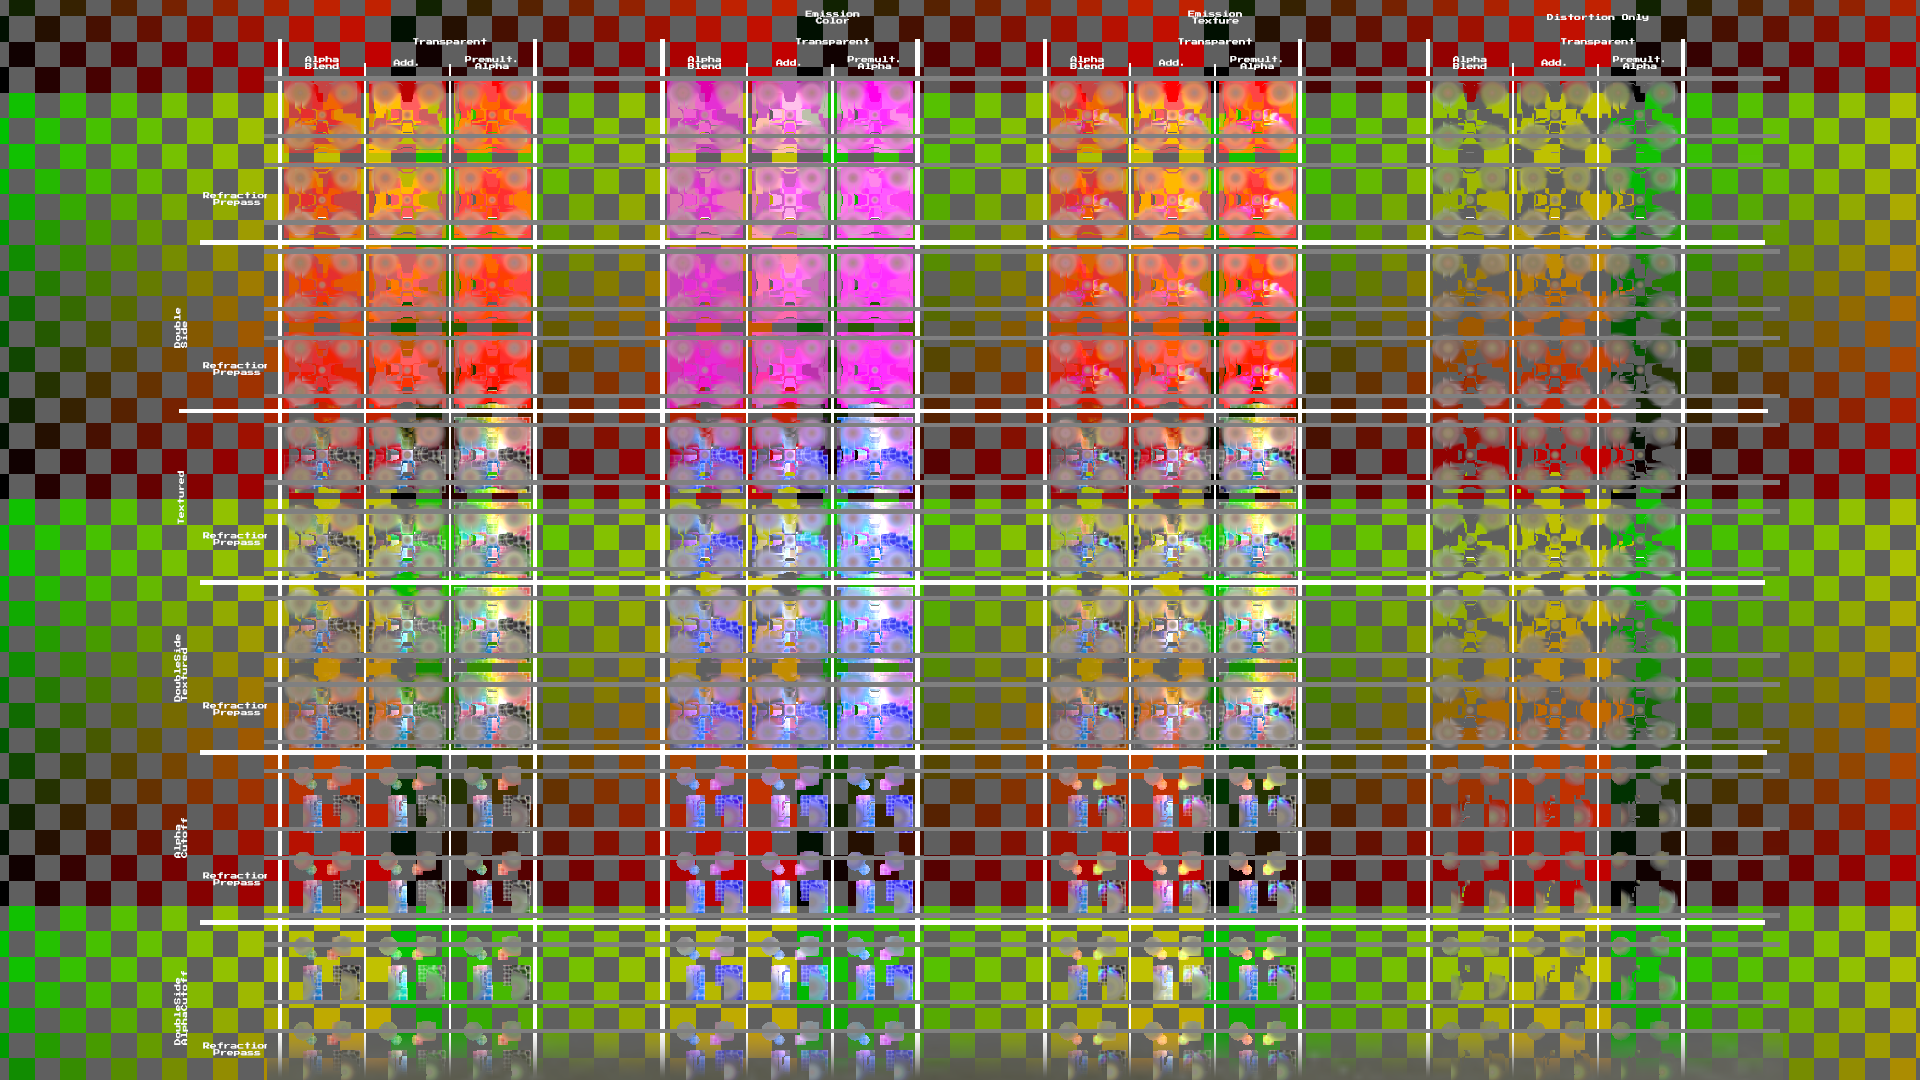 Emission
Color
Emission
Texture
Distortion Only
Transparent
Transparent
Transparent
Transparent
Alpha
Blend
Add.
Premult.
Alpha
Alpha
Blend
Add.
Premult.
Alpha
Alpha
Blend
Add.
Premult.
Alpha
Alpha
Blend
Add.
Premult.
Alpha
Refraction
Prepass
Double
Side
Refraction
Prepass
Textured
Refraction
Prepass
DoubleSide
Textured
Refraction
Prepass
Alpha
Cutoff
Refraction
Prepass
DoubleSide
AlphaCutoff
Refraction
Prepass